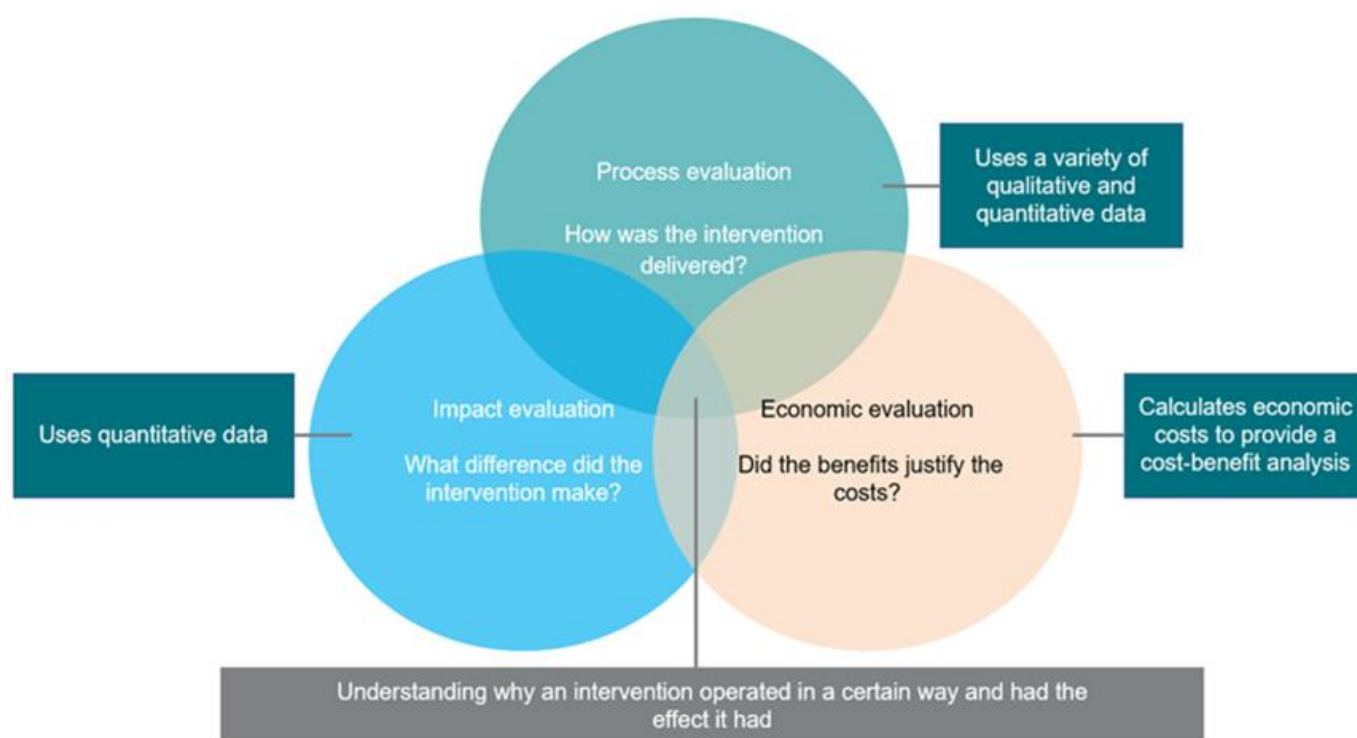 Process evaluation
How was the intervention
delivered?
Uses a variety of
qualitative and
quantitative data
Uses quantitative data
Impact evaluation
What difference did the
intervention make?
Economic evaluation
Did the benefits justify the
costs?
Calculates economic
costs to provide a
cost-benefit analysis
Understanding why an intervention operated in a certain way and had the
effect it had